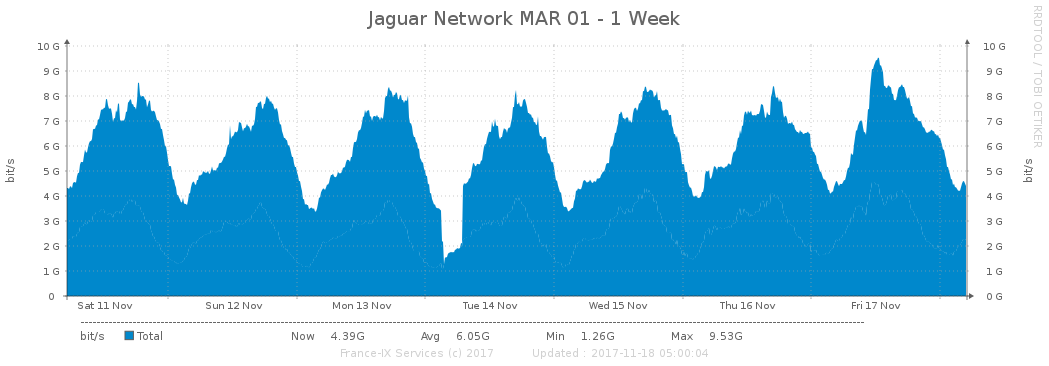 Jaguar Network MAR 01 - 1 Week
RRDTOOL / TOBI OETIKER
bit/s
10 G 10 G
9 G 9 G
8 G 8 G
7 G 7 G
6 G 6 G
5 G 5 G
4 G 4 G
3 G 3 G
2 G 2 G
1 G 1 G
0 0 G
bit/s
Sat 11 Nov Sun 12 Nov Mon 13 Nov Tue 14 Nov Wed 15 Nov Thu 16 Nov Fri 17 Nov
bit/s Total Now 4.39G Avg 6.05G Min 1.26G Max 9.53G
France-IX Services (c) 2017 Updated : 2017-11-18 05:00:04